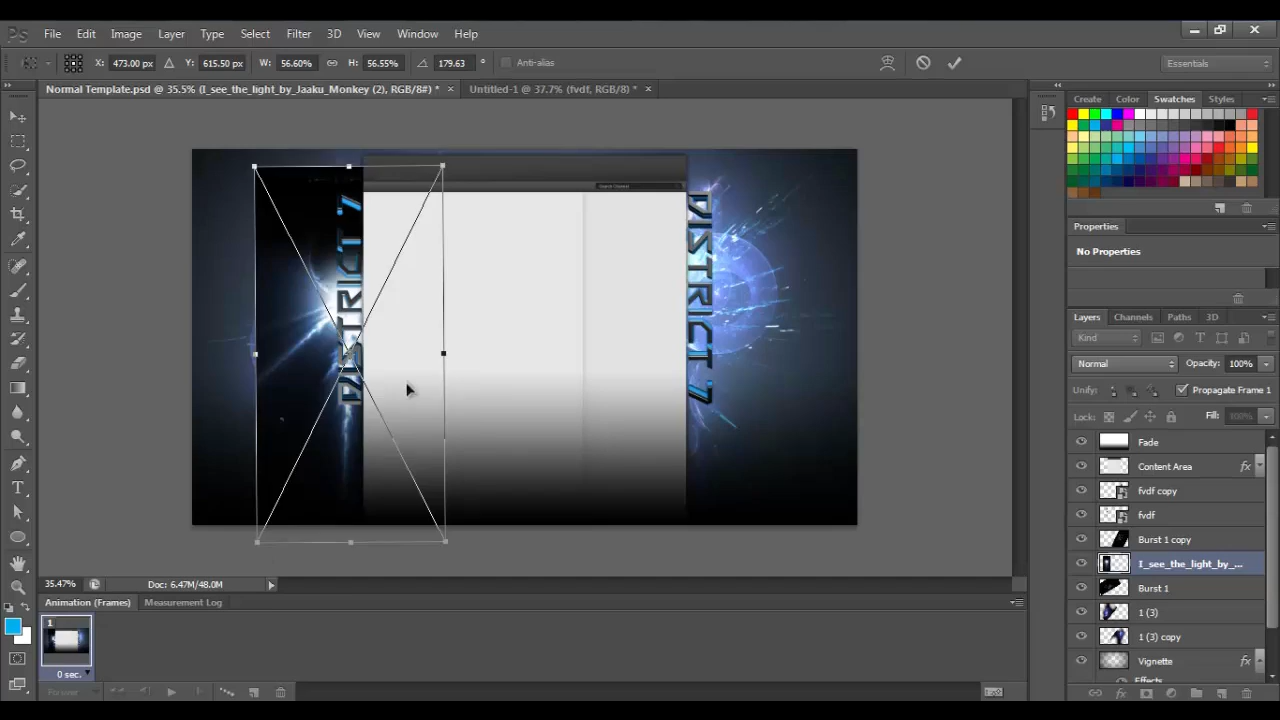 Ps File Edit Image Layer Type Select Filter 3D View Window Help
X: 473.00 px Y: 615.50 px W: 56.60% H: 56.55% 179.63 ° Anti-alias Essentials
Normal Template.psd @ 35.5% (I_see_the_light_by_Jaaku_Monkey (2), RGB/8#) * × Untitled-1 @ 37.7% (fvdf, RGB/8) * ×
Create Color Swatches Styles
DISTRICT 7
DISTRICT 7
Properties
No Properties
Layers Channels Paths 3D
Kind
Normal Opacity: 100%
Unify: Propagate Frame 1
Lock: Fill: 100%
Fade
Content Area fx
fvdf copy
fvdf
Burst 1 copy
I_see_the_light_by_...
Burst 1
1 (3)
1 (3) copy
Vignette fx
Effects
35.47% Doc: 6.47M/48.0M
Animation (Frames) Measurement Log
1
0 sec.
Forever